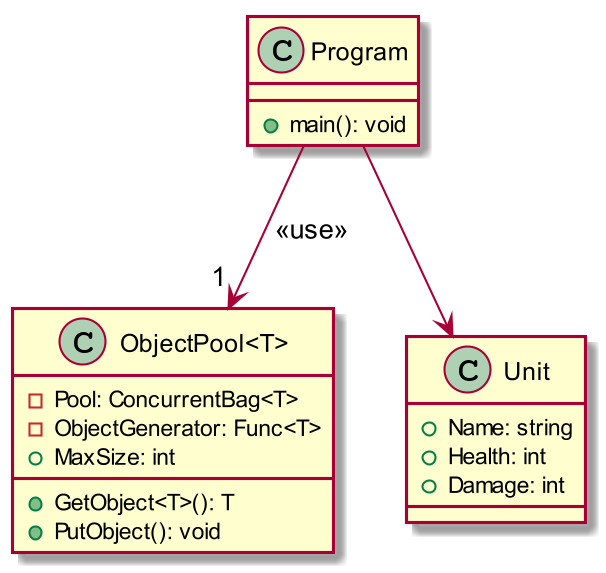 C Program
main(): void
«use»
1
C ObjectPool<T>
Pool: ConcurrentBag<T>
ObjectGenerator: Func<T>
MaxSize: int
GetObject<T>(): T
PutObject(): void
C Unit
Name: string
Health: int
Damage: int